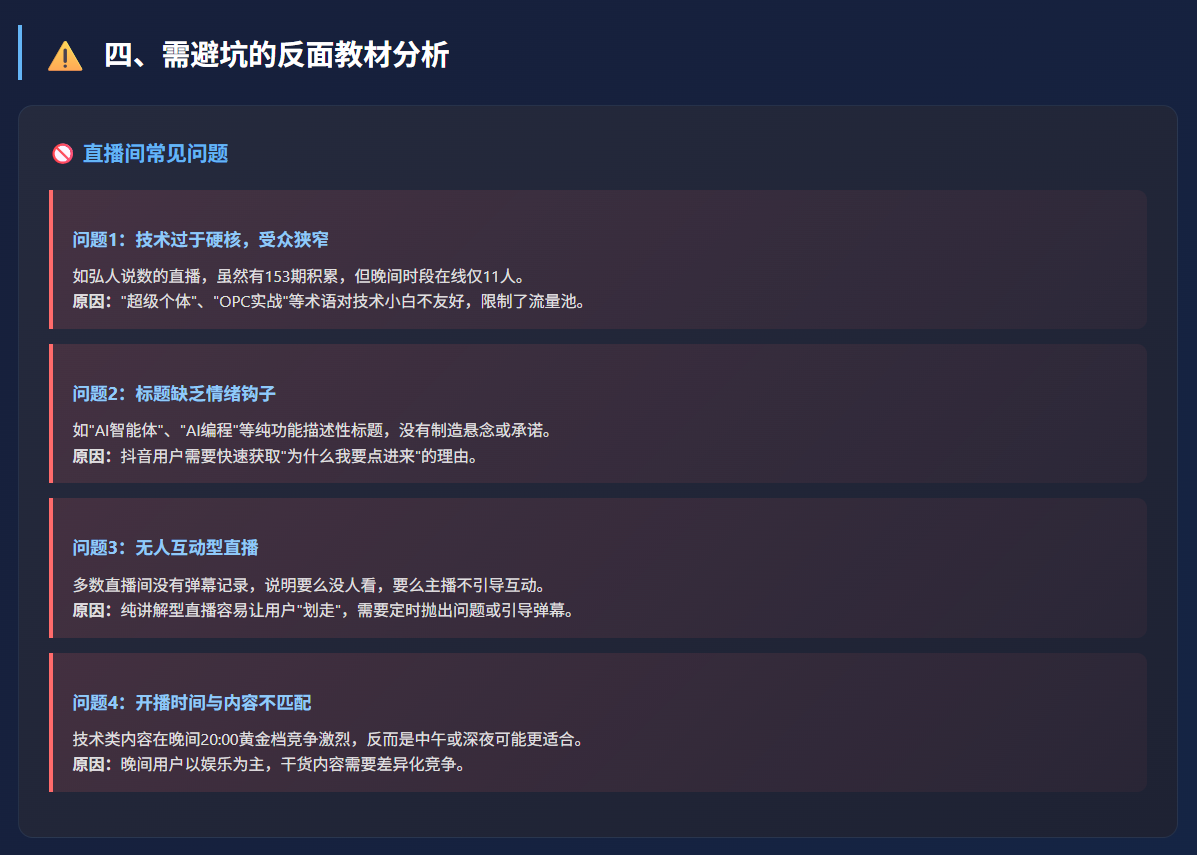 四、需避坑的反面教材分析
直播间常见问题
问题1：技术过于硬核，受众狭窄
如弘人说数的直播，虽然有153期积累，但晚间时段在线仅11人。
原因："超级个体"、"OPC实战"等术语对技术小白不友好，限制了流量池。
问题2：标题缺乏情绪钩子
如"AI智能体"、"AI编程"等纯功能描述性标题，没有制造悬念或承诺。
原因：抖音用户需要快速获取"为什么我要点进来"的理由。
问题3：无人互动型直播
多数直播间没有弹幕记录，说明要么没人看，要么主播不引导互动。
原因：纯讲解型直播容易让用户"划走"，需要定时抛出问题或引导弹幕。
问题4：开播时间与内容不匹配
技术类内容在晚间20:00黄金档竞争激烈，反而是中午或深夜可能更适合。
原因：晚间用户以娱乐为主，干货内容需要差异化竞争。